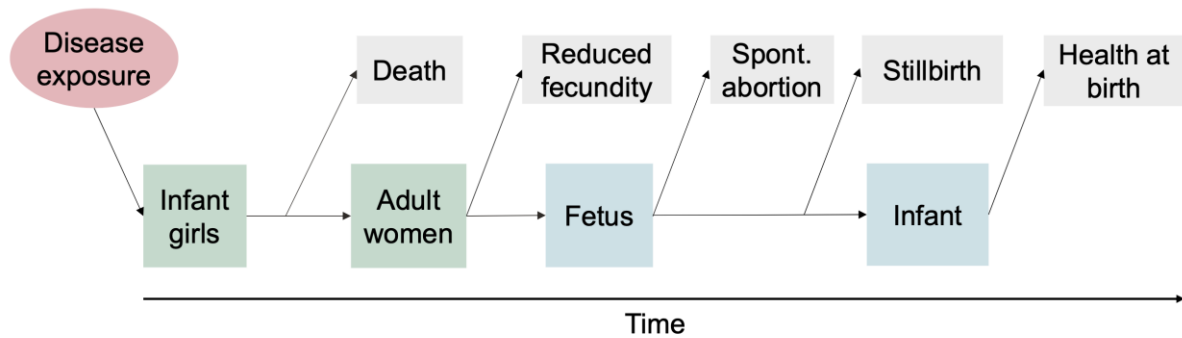 Disease
exposure
Death
Reduced
fecundity
Spont.
abortion
Stillbirth
Health at
birth
Infant
girls
Adult
women
Fetus
Infant
Time